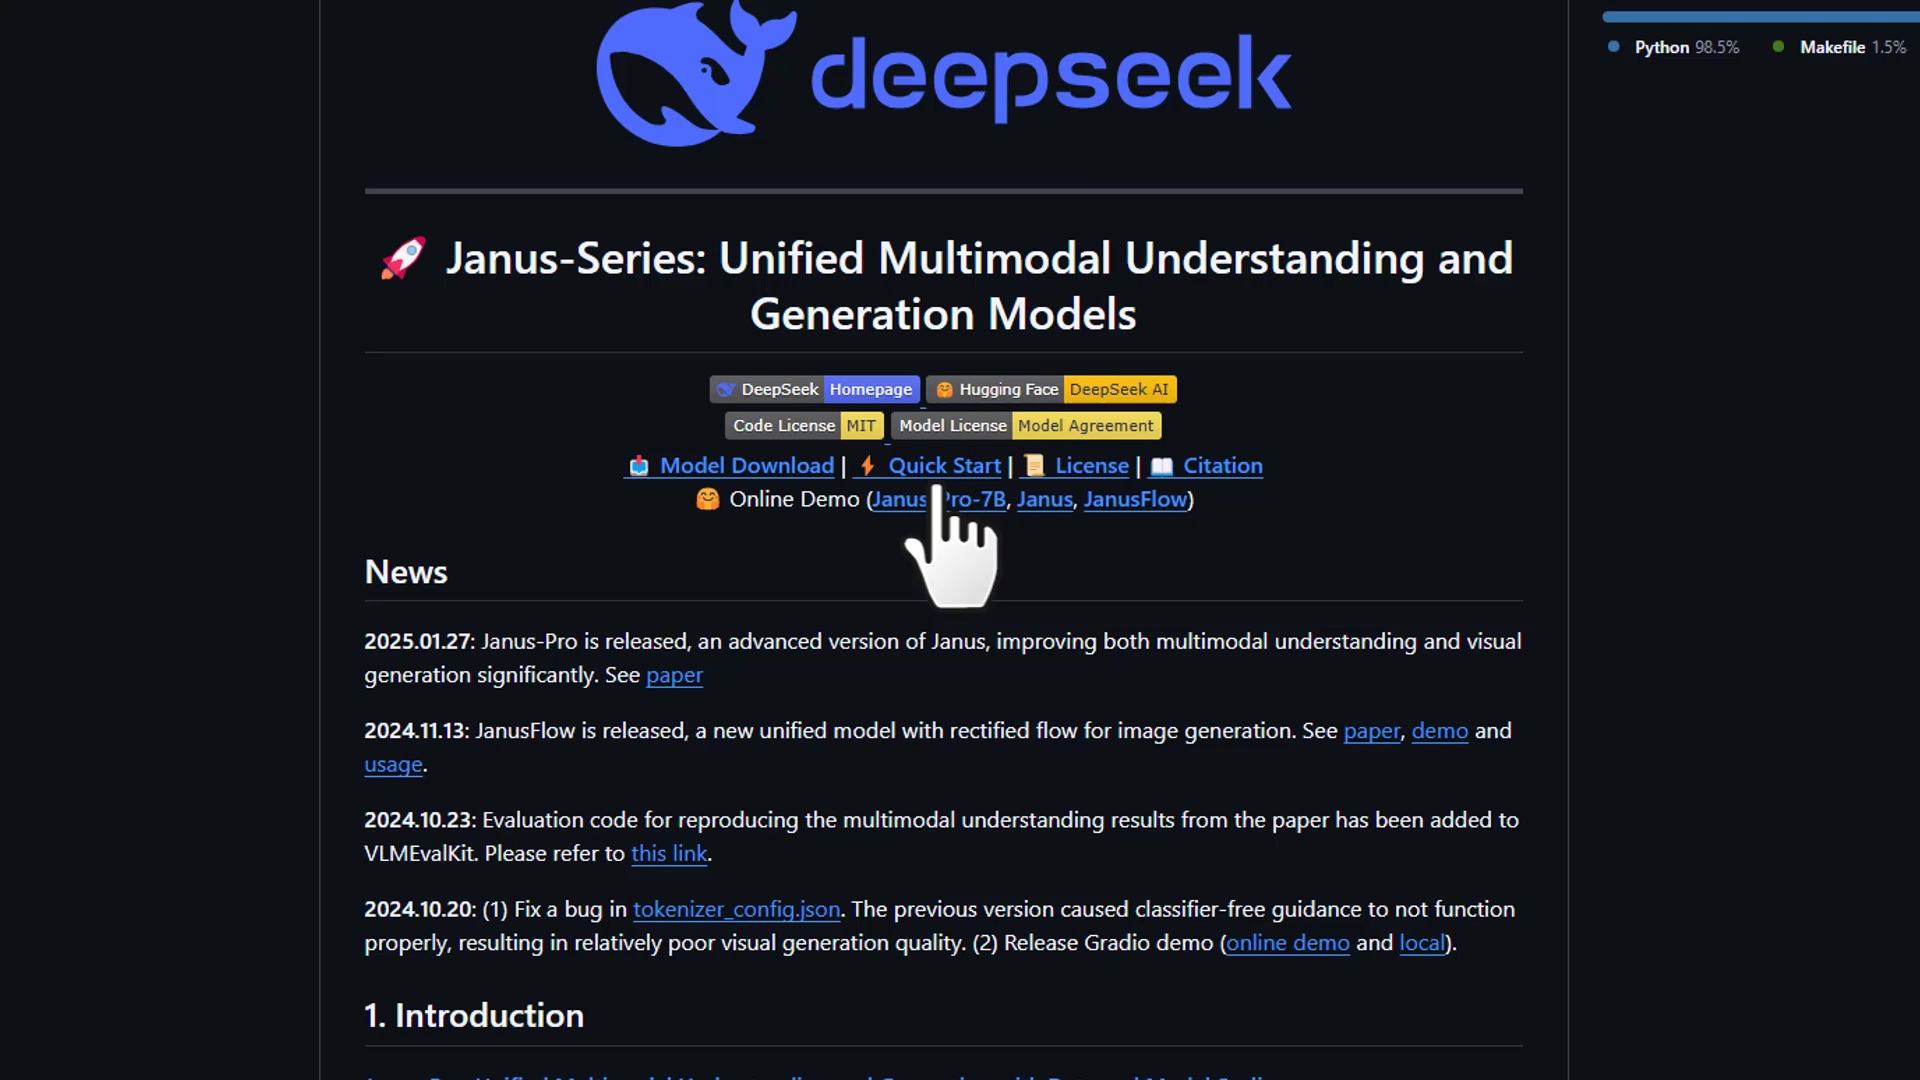 deepseek
Python 98.5% Makefile 1.5%
Janus-Series: Unified Multimodal Understanding and
Generation Models
DeepSeek Homepage Hugging Face DeepSeek AI
Code License MIT Model License Model Agreement
Model Download | Quick Start | License | Citation
Online Demo (Janus-Pro-7B, Janus, JanusFlow)
News
2025.01.27: Janus-Pro is released, an advanced version of Janus, improving both multimodal understanding and visual
generation significantly. See paper
2024.11.13: JanusFlow is released, a new unified model with rectified flow for image generation. See paper, demo and
usage.
2024.10.23: Evaluation code for reproducing the multimodal understanding results from the paper has been added to
VLMEvalKit. Please refer to this link.
2024.10.20: (1) Fix a bug in tokenizer_config.json. The previous version caused classifier-free guidance to not function
properly, resulting in relatively poor visual generation quality. (2) Release Gradio demo (online demo and local).
1. Introduction